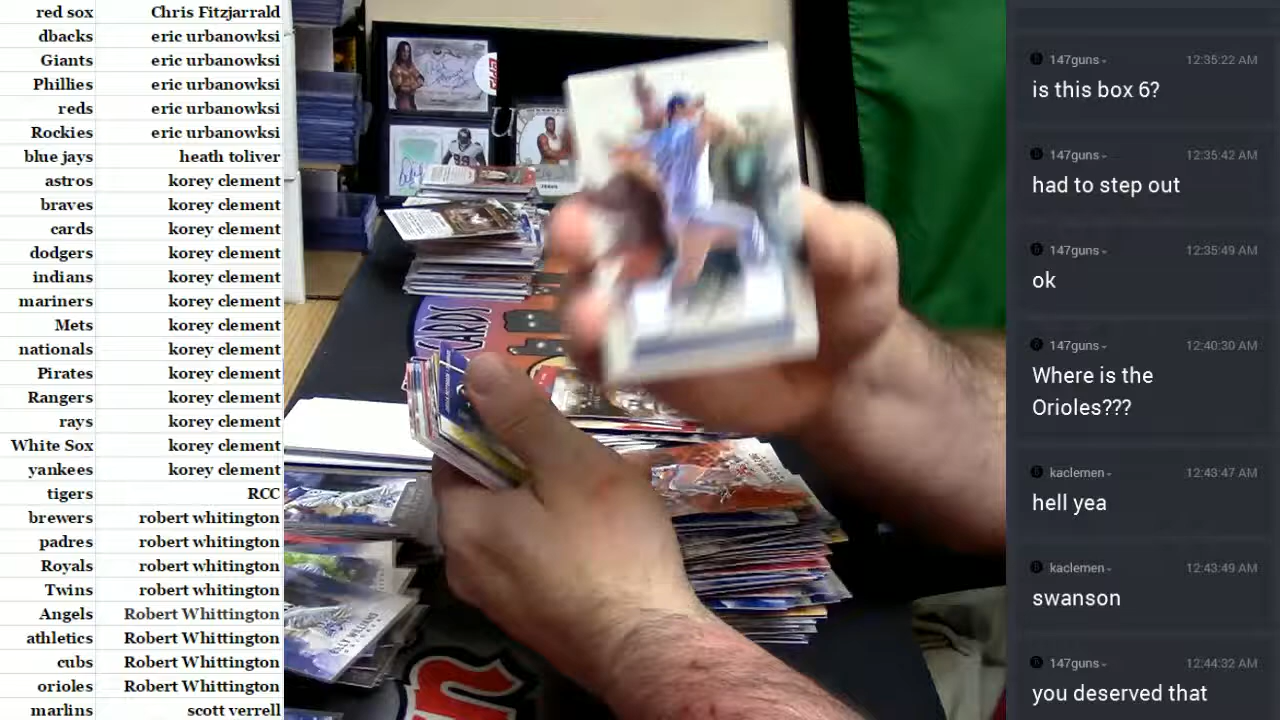 red sox Chris Fitzjarrald
dbacks eric urbanowksi
Giants eric urbanowksi
Phillies eric urbanowksi
reds eric urbanowksi
Rockies eric urbanowksi
blue jays heath toliver
astros korey clement
braves korey clement
cards korey clement
dodgers korey clement
indians korey clement
mariners korey clement
Mets korey clement
nationals korey clement
Pirates korey clement
Rangers korey clement
rays korey clement
White Sox korey clement
yankees korey clement
tigers RCC
brewers robert whitington
padres robert whitington
Royals robert whitington
Twins robert whitington
Angels Robert Whittington
athletics Robert Whittington
cubs Robert Whittington
orioles Robert Whittington
marlins scott verrell
CARDS
147guns 12:35:22 AM
is this box 6?
147guns 12:35:42 AM
had to step out
147guns 12:35:49 AM
ok
147guns 12:40:30 AM
Where is the
Orioles???
kaclemen 12:43:47 AM
hell yea
kaclemen 12:43:49 AM
swanson
147guns 12:44:32 AM
you deserved that